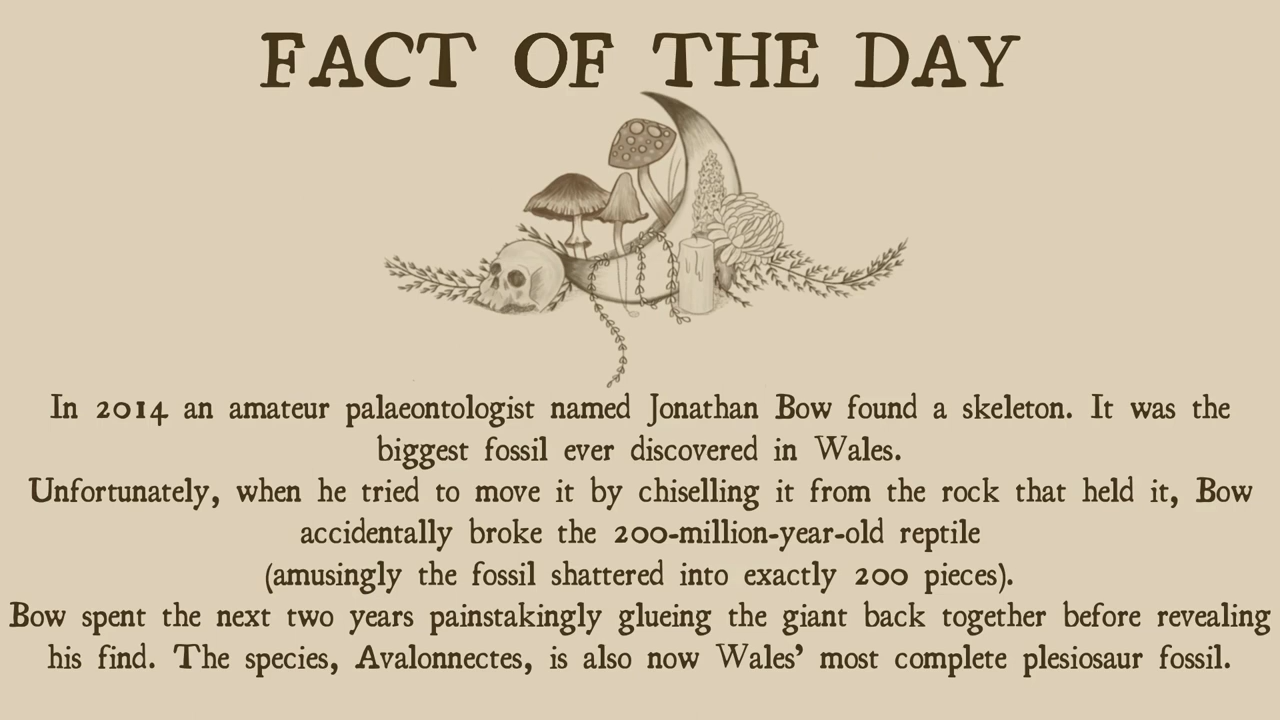 FACT OF THE DAY
In 2014 an amateur palaeontologist named Jonathan Bow found a skeleton. It was the
biggest fossil ever discovered in Wales.
Unfortunately, when he tried to move it by chiselling it from the rock that held it, Bow
accidentally broke the 200-million-year-old reptile
(amusingly the fossil shattered into exactly 200 pieces).
Bow spent the next two years painstakingly glueing the giant back together before revealing
his find. The species, Avalonnectes, is also now Wales' most complete plesiosaur fossil.